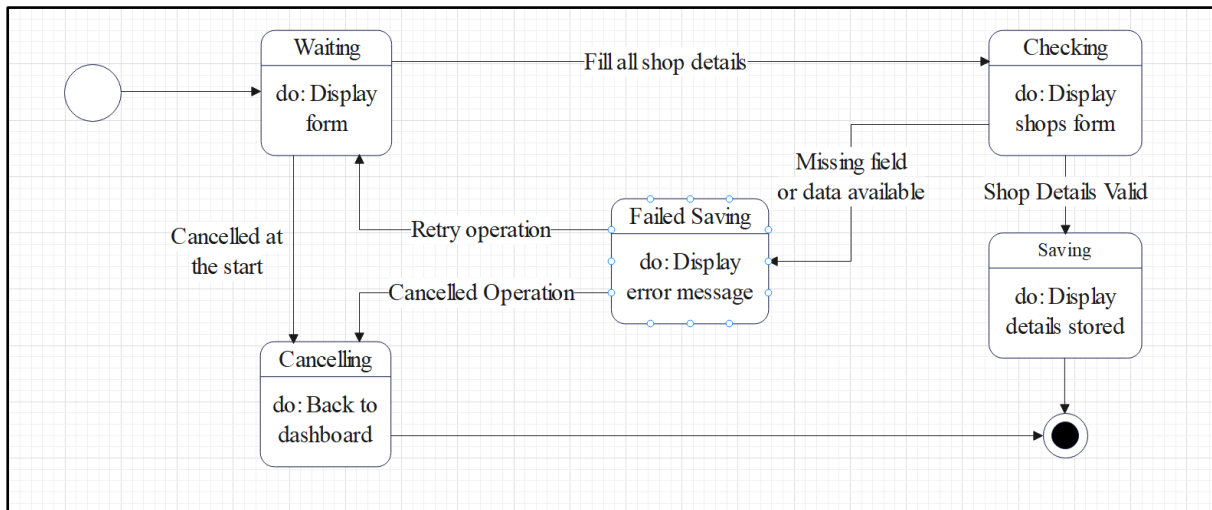 Waiting
do: Display
form
Fill all shop details
Checking
do: Display
shops form
Missing field
or data available
Shop Details Valid
Failed Saving
do: Display
error message
Retry operation
Cancelled Operation
Cancelled at
the start
Saving
do: Display
details stored
Cancelling
do: Back to
dashboard